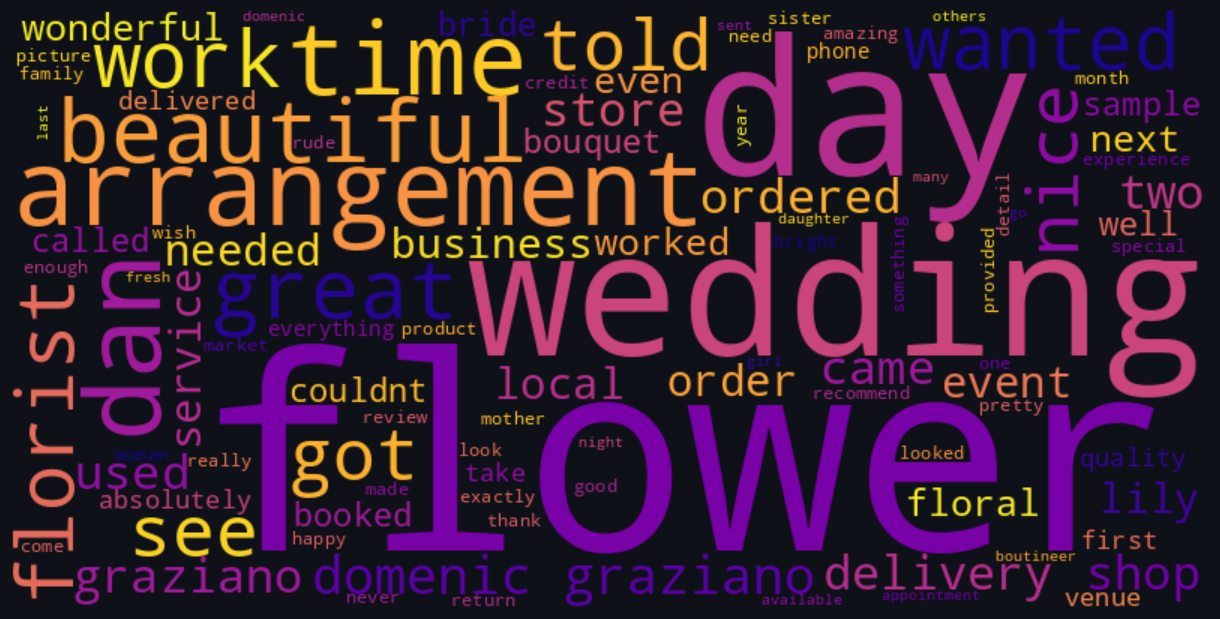 wonderful
domenic
bride
told
sent
need
sister
amazing
phone
others
wanted
picture
family
work
time
credit
even
day
month
last
delivered
beautiful
rude
store
bouquet
year
nice
sample
next
experience
arrangement
ordered
many
detail
go
two
well
special
called
wish
needed
business
worked
daughter
bright
something
provided
enough
fresh
great
wedding
florist
dan
service
everything
product
market
flower
girl
one
couldnt
local
order
came
recommend
event
pretty
review
mother
got
night
look
looked
woman
used
really
take
good
quality
absolutely
made
exactly
floral
lily
see
booked
thank
happy
first
come
boutineer
graziano
domenic graziano
delivery
shop
never
return
available
appointment
venue